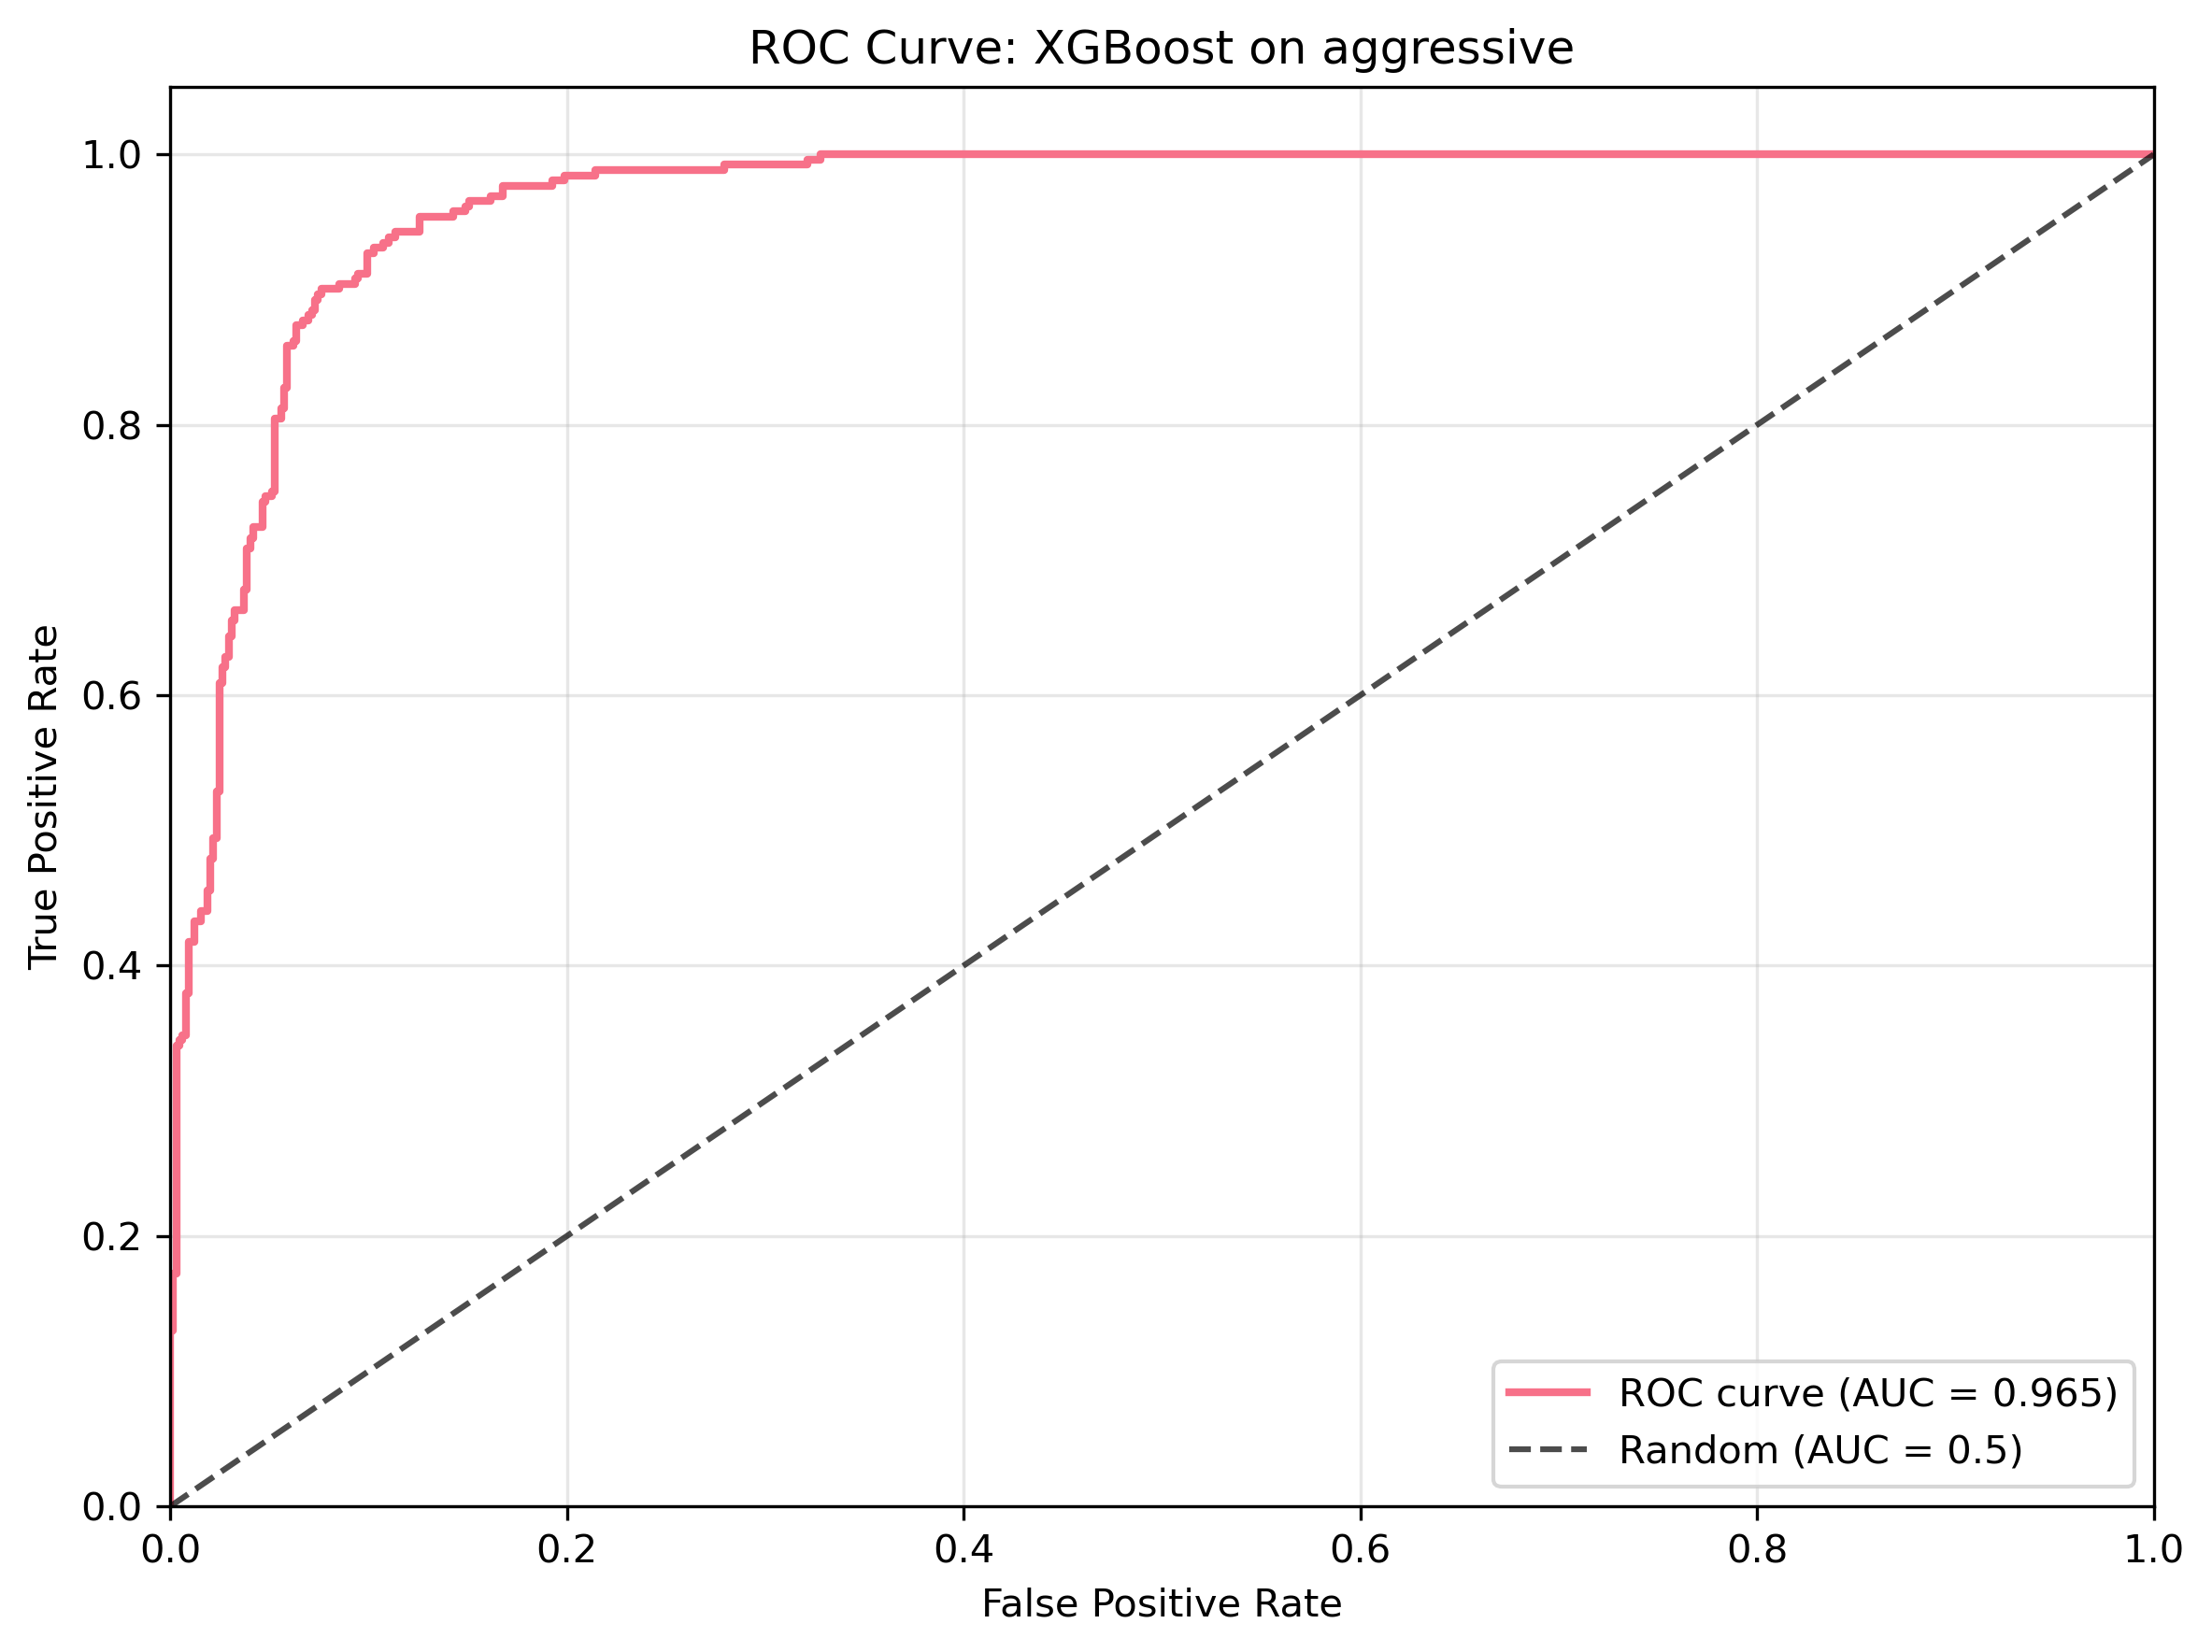 ROC Curve: XGBoost on aggressive
True Positive Rate
1.0
0.8
0.6
0.4
0.2
0.0
0.0 0.2 0.4 0.6 0.8 1.0
False Positive Rate
ROC curve (AUC = 0.965)
Random (AUC = 0.5)